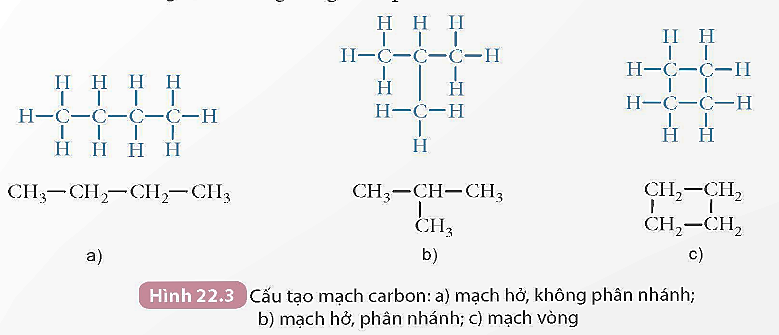 H H H H
H—C—C—C—C—H
H H H H
CH₃—CH₂—CH₂—CH₃
a)
H H H
H—C—C—C—H
H H
H—C—H
H
CH₃—CH—CH₃
CH₃
b)
H H
H—C—C—H
H—C—C—H
H H
CH₂—CH₂
CH₂—CH₂
c)
Hình 22.3 Cấu tạo mạch carbon: a) mạch hở, không phân nhánh;
b) mạch hở, phân nhánh; c) mạch vòng